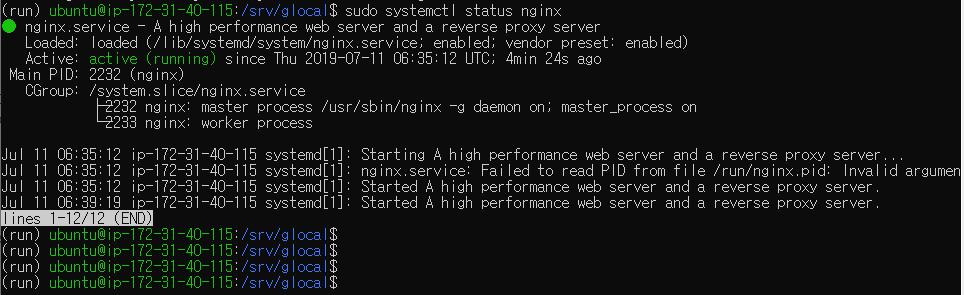 (run) ubuntu@ip-172-31-40-115:/srv/glocal$ sudo systemctl status nginx
● nginx.service - A high performance web server and a reverse proxy server
   Loaded: loaded (/lib/systemd/system/nginx.service; enabled; vendor preset: enabled)
   Active: active (running) since Thu 2019-07-11 06:35:12 UTC; 4min 24s ago
 Main PID: 2232 (nginx)
   CGroup: /system.slice/nginx.service
           ├─2232 nginx: master process /usr/sbin/nginx -g daemon on; master_process on
           └─2233 nginx: worker process

Jul 11 06:35:12 ip-172-31-40-115 systemd[1]: Starting A high performance web server and a reverse proxy server...
Jul 11 06:35:12 ip-172-31-40-115 systemd[1]: nginx.service: Failed to read PID from file /run/nginx.pid: Invalid argumen
Jul 11 06:35:12 ip-172-31-40-115 systemd[1]: Started A high performance web server and a reverse proxy server.
Jul 11 06:39:19 ip-172-31-40-115 systemd[1]: Started A high performance web server and a reverse proxy server.
lines 1-12/12 (END)
(run) ubuntu@ip-172-31-40-115:/srv/glocal$
(run) ubuntu@ip-172-31-40-115:/srv/glocal$
(run) ubuntu@ip-172-31-40-115:/srv/glocal$
(run) ubuntu@ip-172-31-40-115:/srv/glocal$